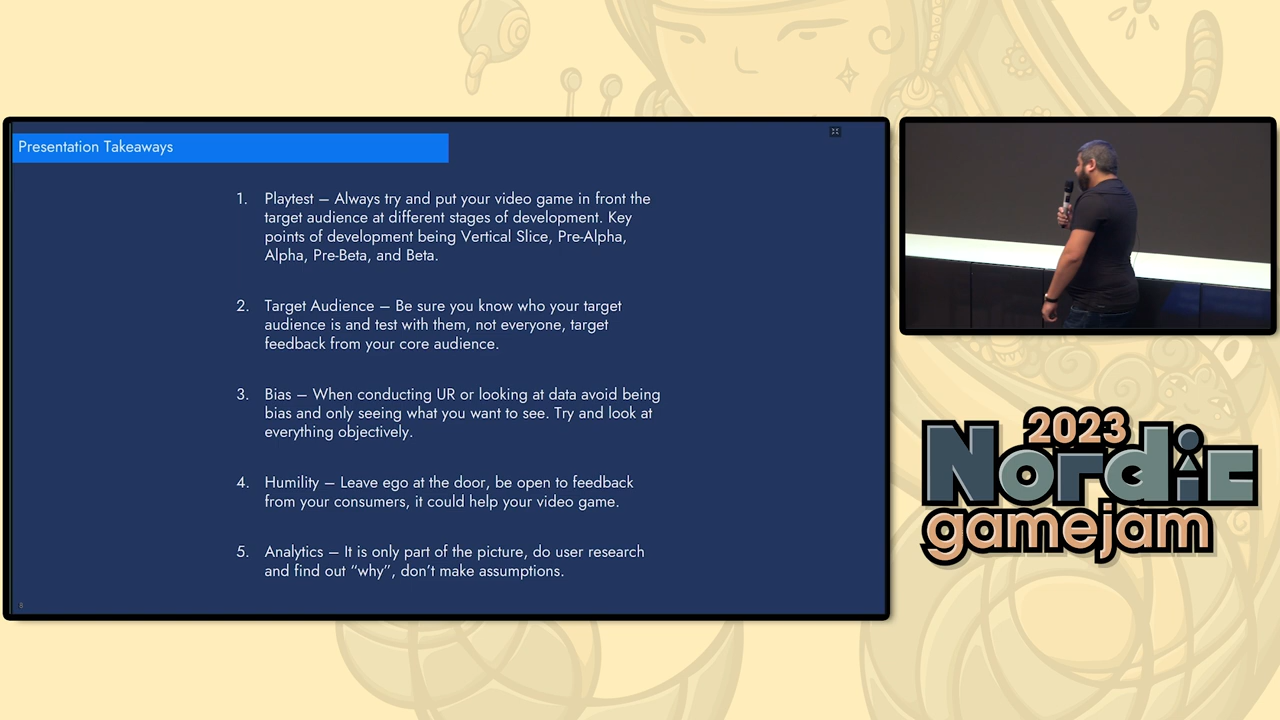 Presentation Takeaways
1. Playtest – Always try and put your video game in front the
target audience at different stages of development. Key
points of development being Vertical Slice, Pre-Alpha,
Alpha, Pre-Beta, and Beta.
2. Target Audience – Be sure you know who your target
audience is and test with them, not everyone, target
feedback from your core audience.
3. Bias – When conducting UR or looking at data avoid being
bias and only seeing what you want to see. Try and look at
everything objectively.
4. Humility – Leave ego at the door, be open to feedback
from your consumers, it could help your video game.
5. Analytics – It is only part of the picture, do user research
and find out “why”, don’t make assumptions.
8
2023
Nordic
gamejam